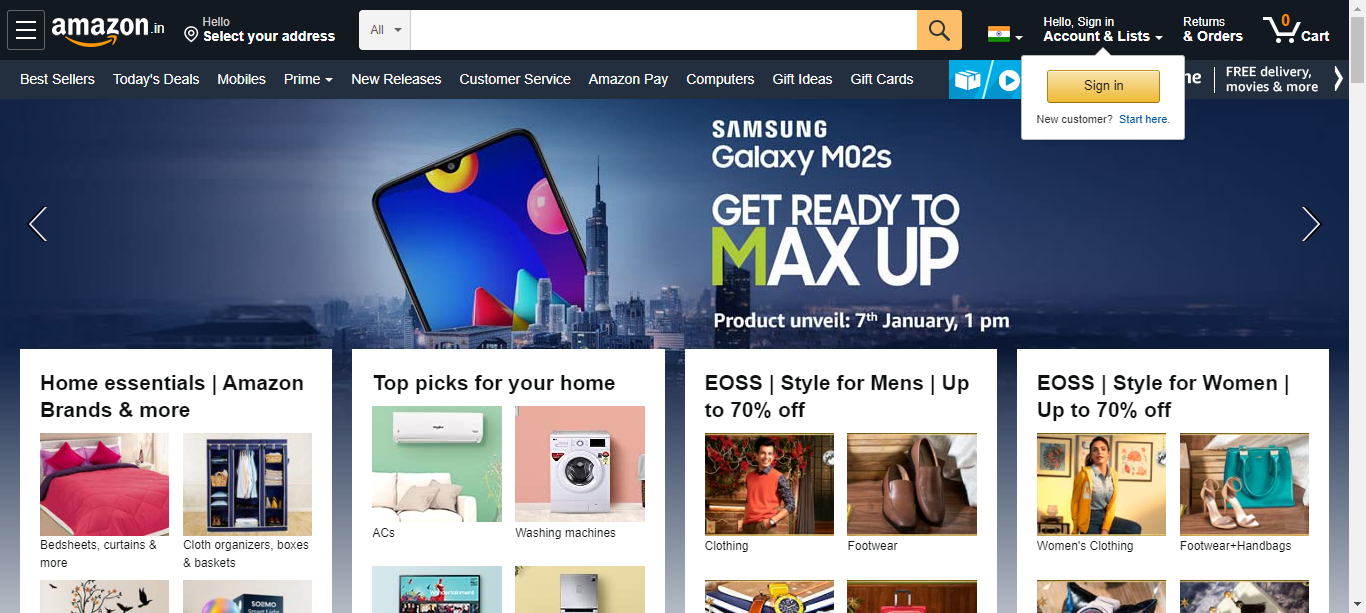 amazon.in
Hello
Select your address
All
Hello, Sign in
Account & Lists
Returns
& Orders
0
Cart
Best Sellers
Today's Deals
Mobiles
Prime
New Releases
Customer Service
Amazon Pay
Computers
Gift Ideas
Gift Cards
FREE delivery,
movies & more
Sign in
New customer? Start here.
SAMSUNG
Galaxy M02s
GET READY TO
MAX UP
Product unveil: 7th January, 1 pm
Home essentials | Amazon
Brands & more
Bedsheets, curtains &
more
Cloth organizers, boxes
& baskets
Top picks for your home
ACs
Washing machines
EOSS | Style for Mens | Up
to 70% off
Clothing
Footwear
EOSS | Style for Women |
Up to 70% off
Women's Clothing
Footwear+Handbags